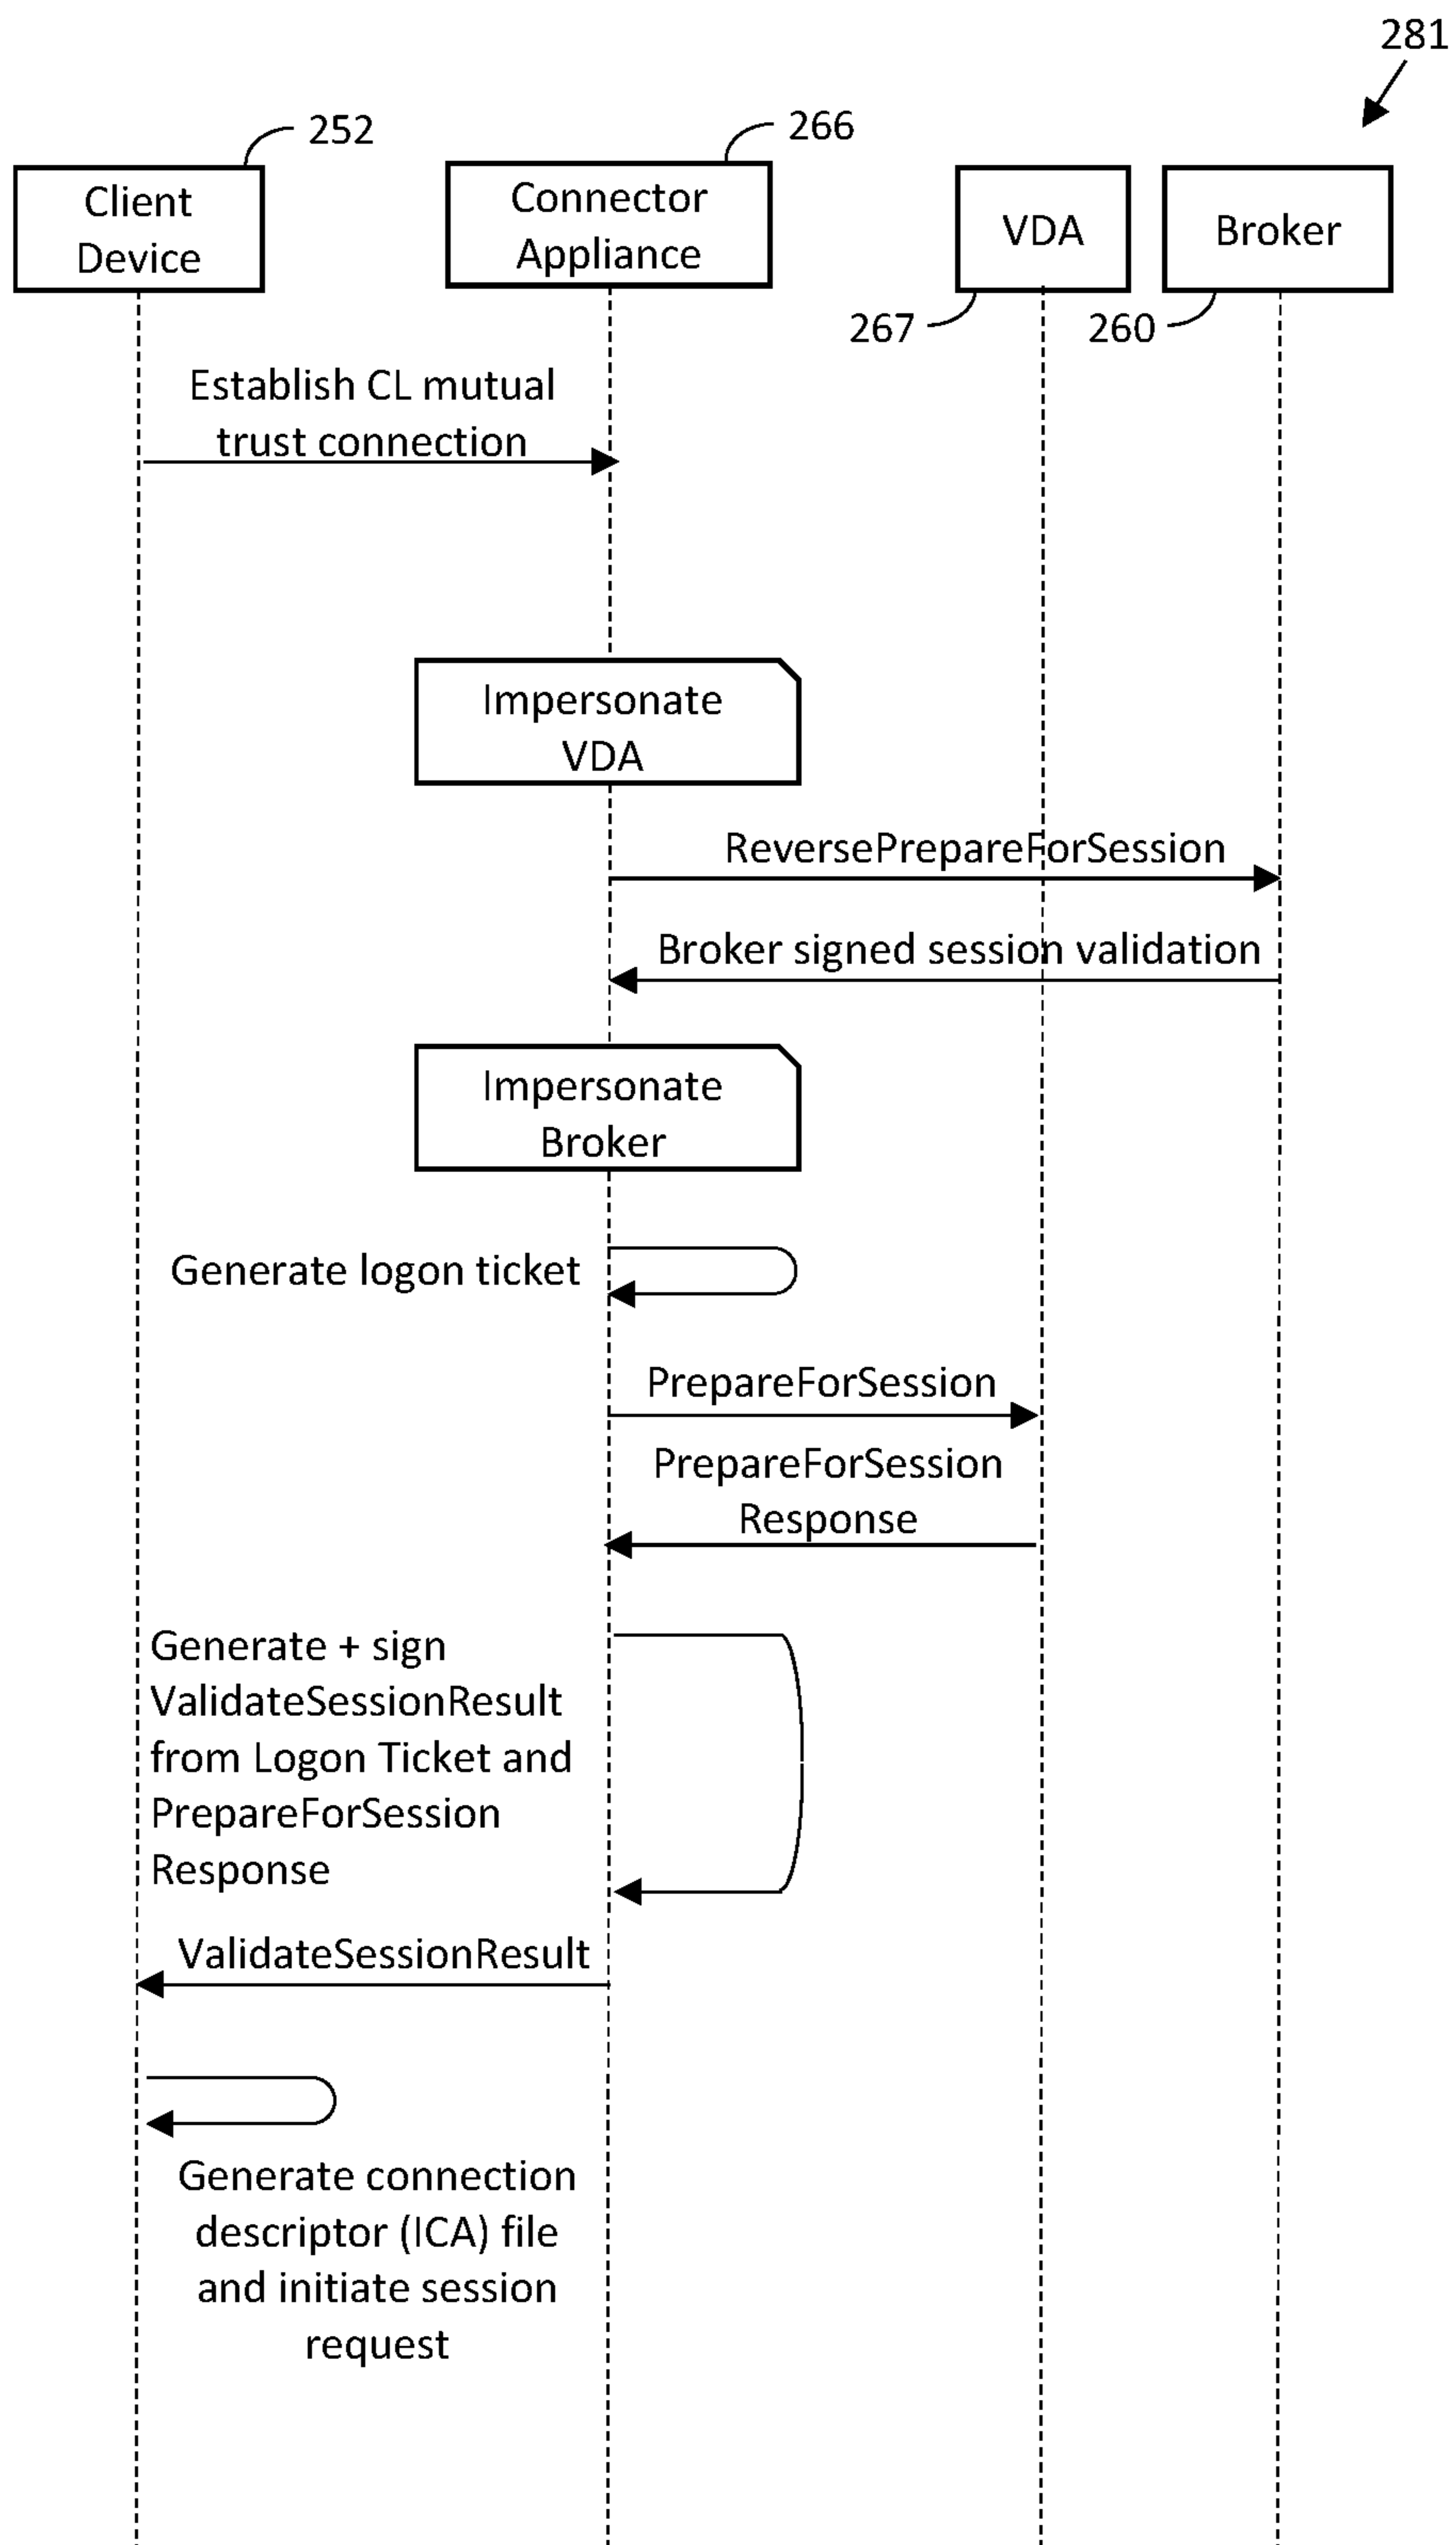 281
252
266
Client
Device
Connector
Appliance
VDA
Broker
267
260
Establish CL mutual
trust connection
Impersonate
VDA
ReversePrepareForSession
Broker signed session validation
Impersonate
Broker
Generate logon ticket
PrepareForSession
PrepareForSession
Response
Generate + sign
ValidateSessionResult
from Logon Ticket and
PrepareForSession
Response
ValidateSessionResult
Generate connection
descriptor (ICA) file
and initiate session
request